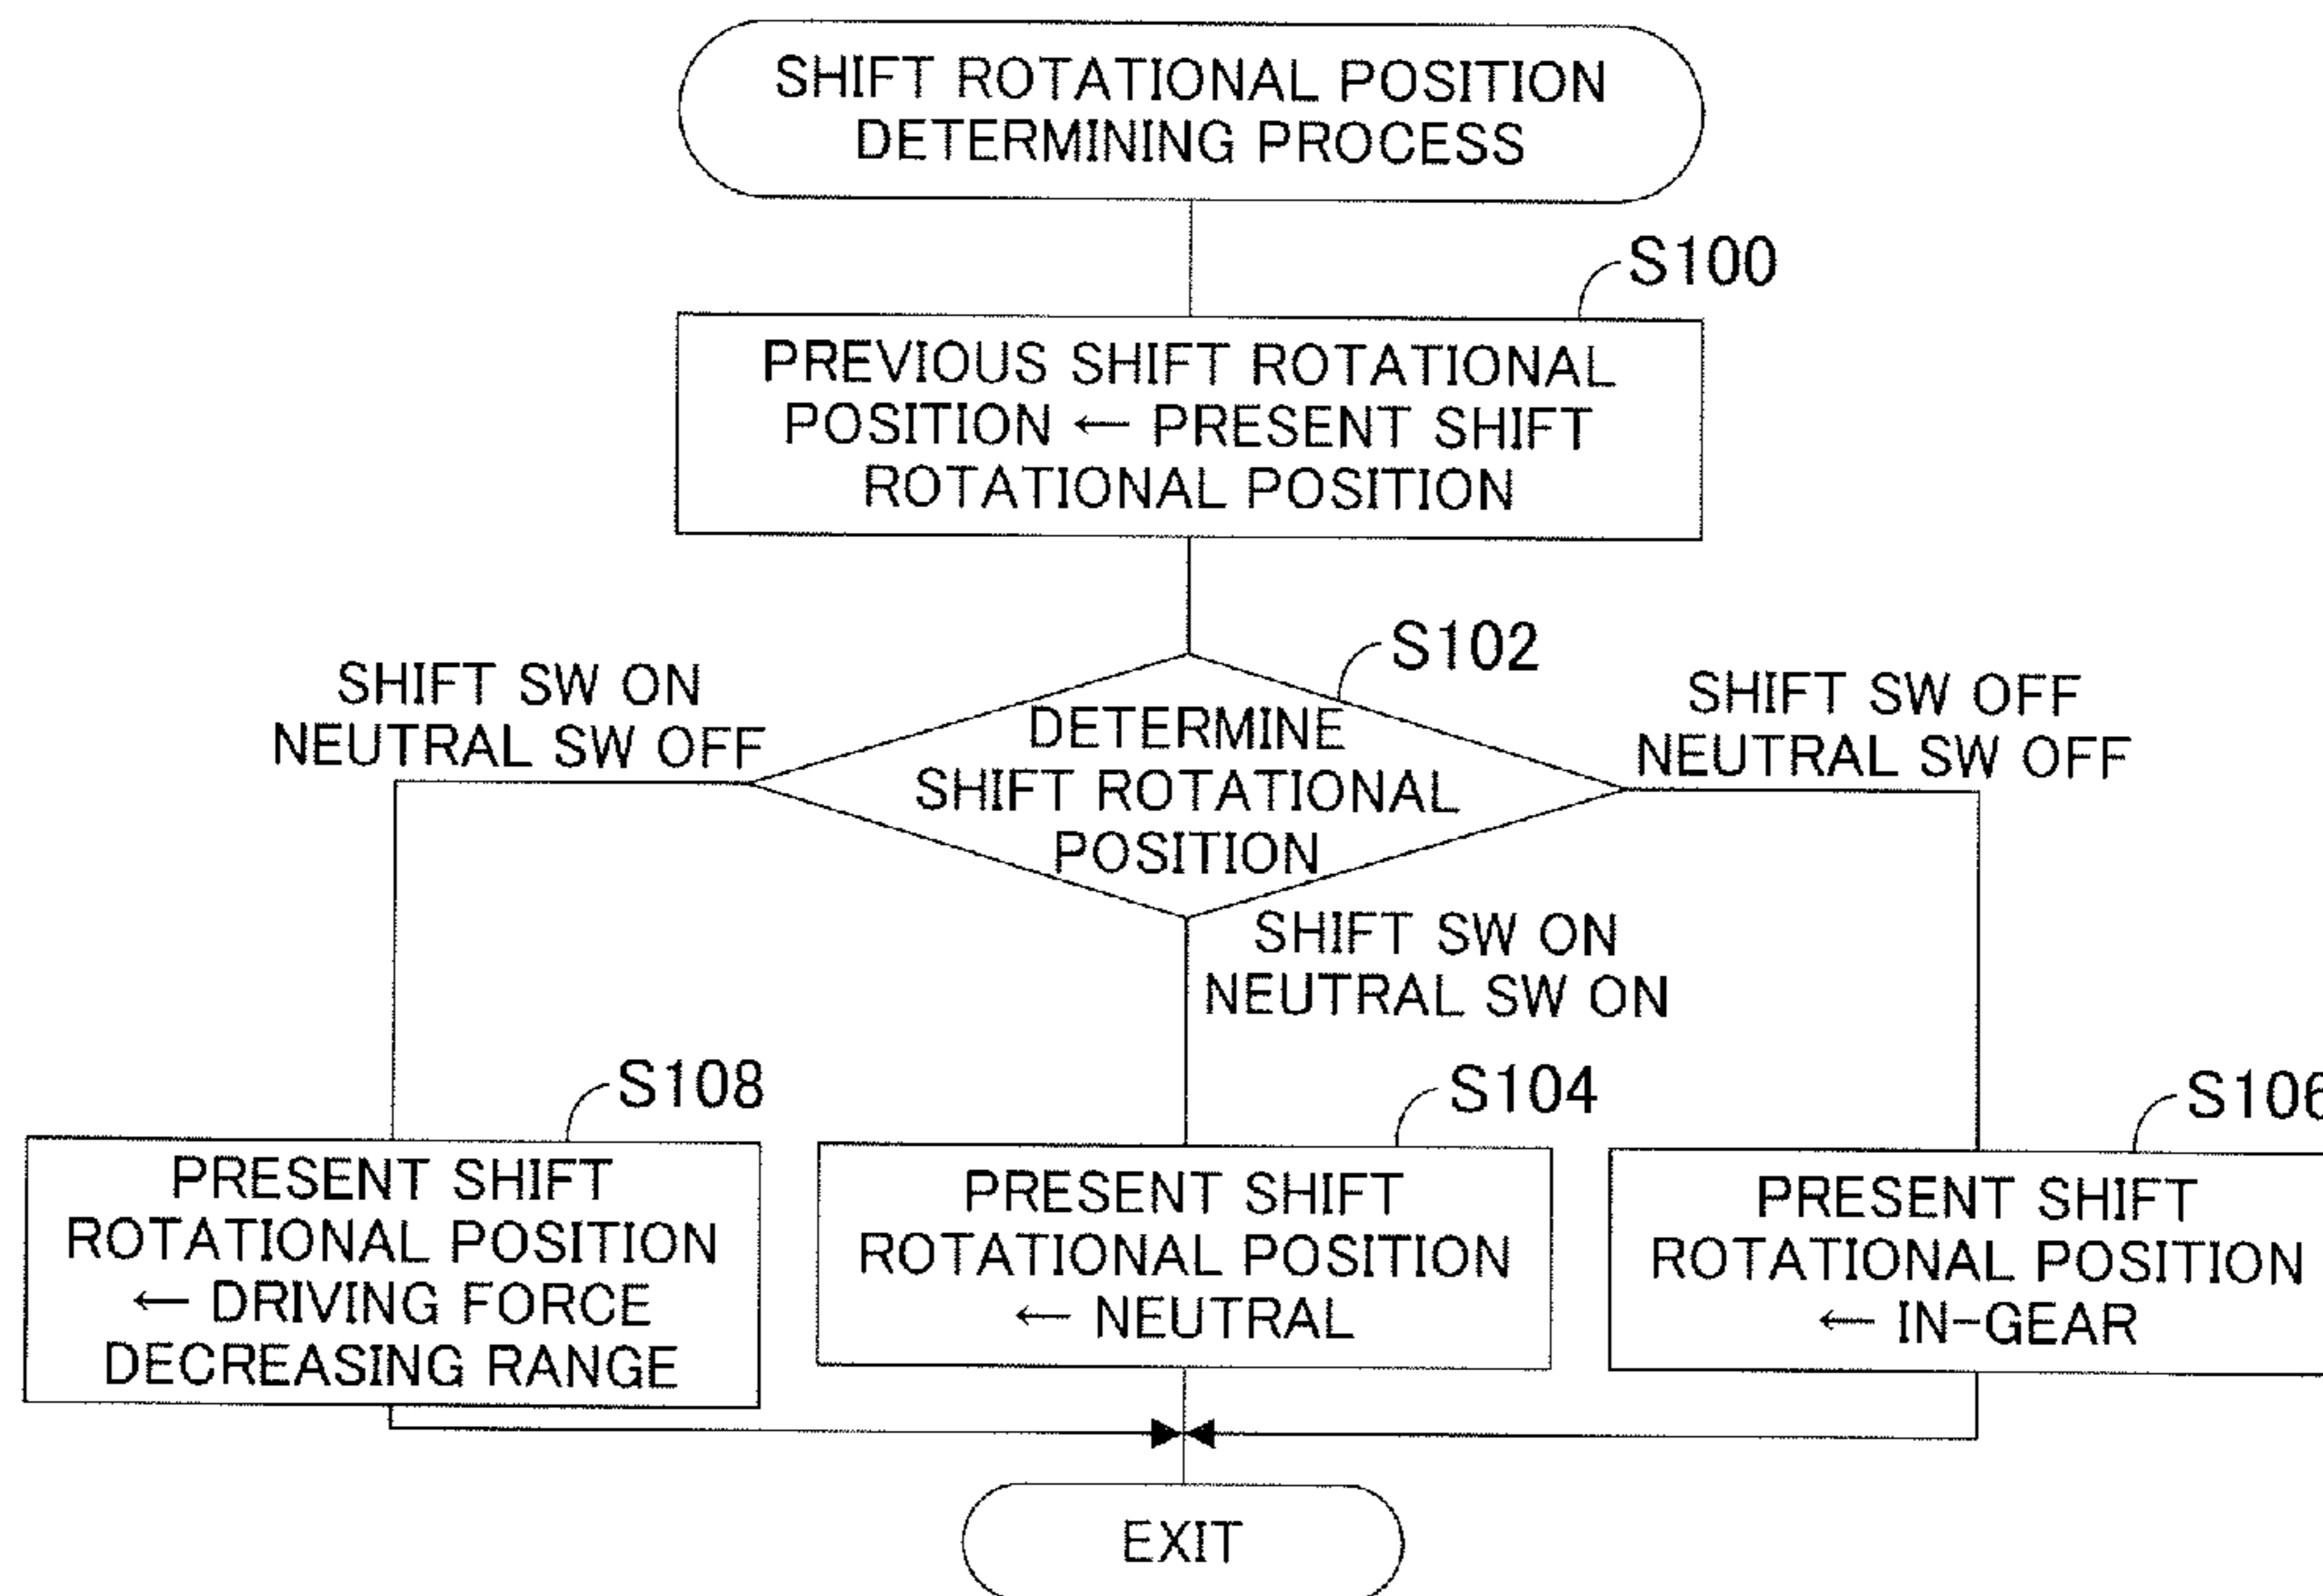 SHIFT ROTATIONAL POSITION
DETERMINING PROCESS
S100
PREVIOUS SHIFT ROTATIONAL
POSITION ← PRESENT SHIFT
ROTATIONAL POSITION
S102
SHIFT SW ON
NEUTRAL SW OFF
DETERMINE
SHIFT ROTATIONAL
POSITION
SHIFT SW OFF
NEUTRAL SW OFF
SHIFT SW ON
NEUTRAL SW ON
S108
PRESENT SHIFT
ROTATIONAL POSITION
← DRIVING FORCE
DECREASING RANGE
S104
PRESENT SHIFT
ROTATIONAL POSITION
← NEUTRAL
S106
PRESENT SHIFT
ROTATIONAL POSITION
← IN-GEAR
EXIT